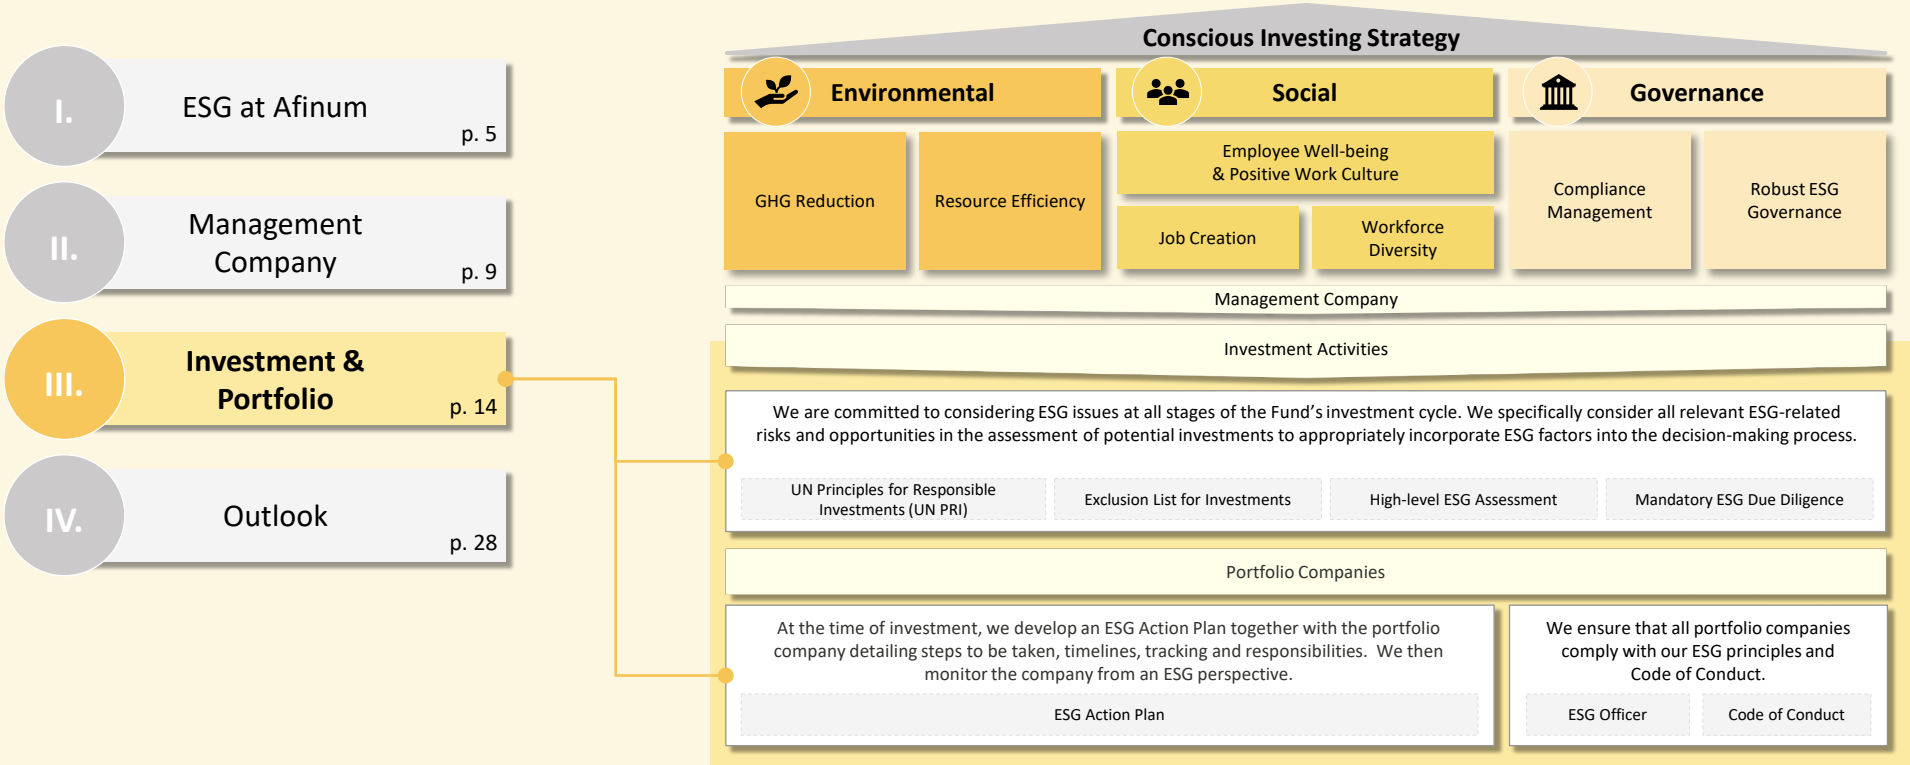 I.
ESG at Afinum
p. 5
II.
Management
Company
p. 9
III.
Investment &
Portfolio
p. 14
IV.
Outlook
p. 28
Conscious Investing Strategy
Environmental
Social
Governance
GHG Reduction
Resource Efficiency
Employee Well-being
& Positive Work Culture
Job Creation
Workforce
Diversity
Compliance
Management
Robust ESG
Governance
Management Company
Investment Activities
We are committed to considering ESG issues at all stages of the Fund’s investment cycle. We specifically consider all relevant ESG-related
risks and opportunities in the assessment of potential investments to appropriately incorporate ESG factors into the decision-making process.
UN Principles for Responsible
Investments (UN PRI)
Exclusion List for Investments
High-level ESG Assessment
Mandatory ESG Due Diligence
Portfolio Companies
At the time of investment, we develop an ESG Action Plan together with the portfolio
company detailing steps to be taken, timelines, tracking and responsibilities. We then
monitor the company from an ESG perspective.
ESG Action Plan
We ensure that all portfolio companies
comply with our ESG principles and
Code of Conduct.
ESG Officer
Code of Conduct